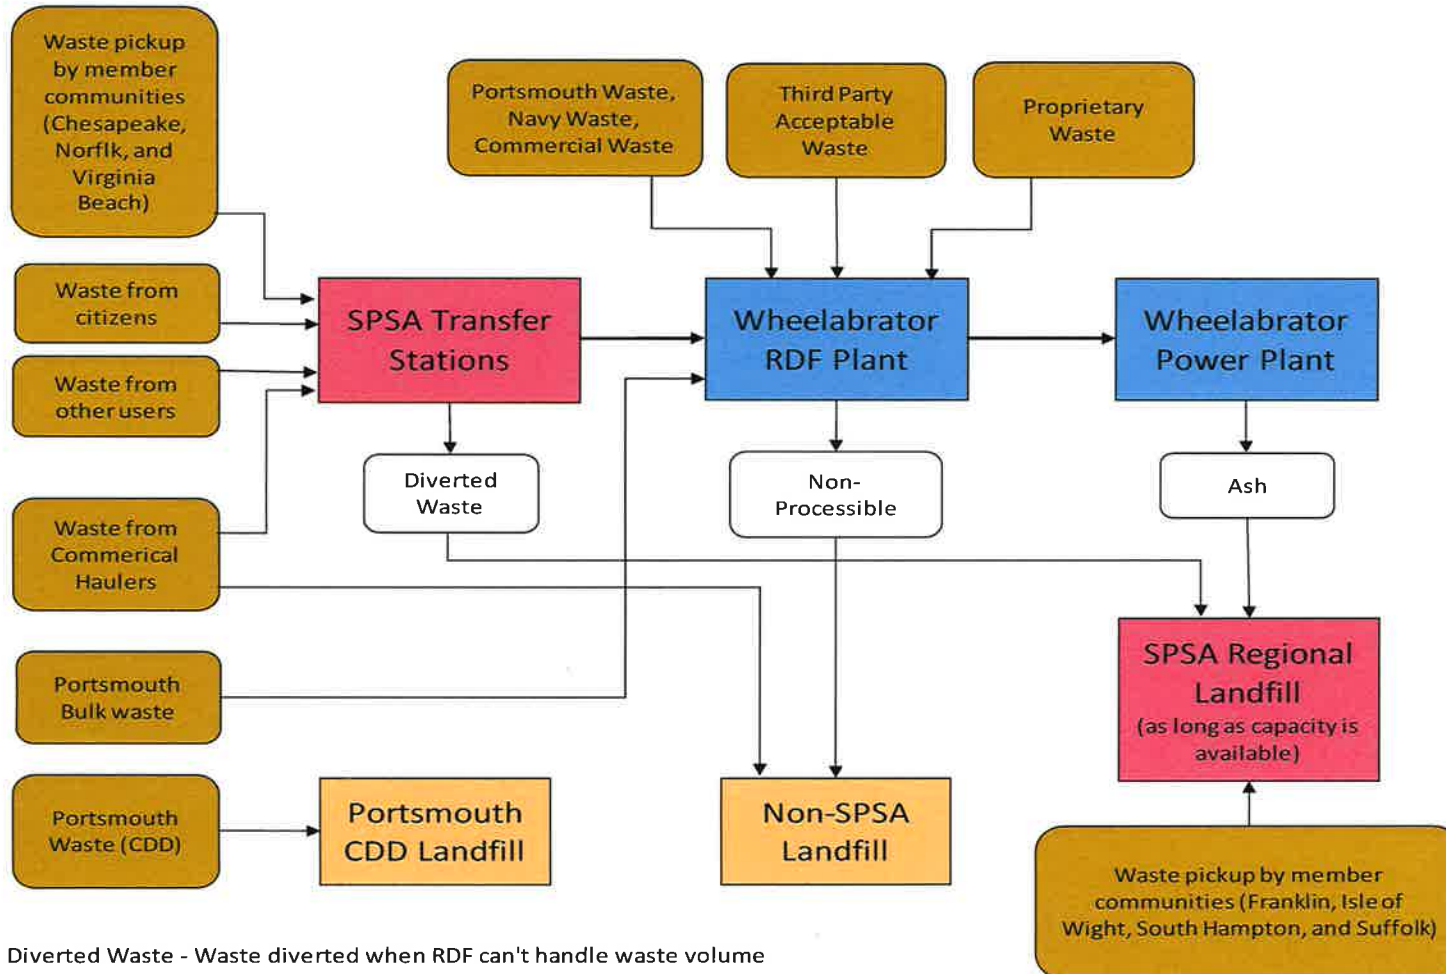 Waste pickup
by member
communities
(Chesapeake,
Norflk, and
Virginia
Beach)
Portsmouth Waste,
Navy Waste,
Commercial Waste
Third Party
Acceptable
Waste
Proprietary
Waste
Waste from
citizens
SPSA Transfer
Stations
Wheelabrator
RDF Plant
Wheelabrator
Power Plant
Waste from
other users
Diverted
Waste
Non-
Processible
Ash
Waste from
Commerical
Haulers
Portsmouth
Bulk waste
SPSA Regional
Landfill
(as long as capacity is
available)
Portsmouth
Waste (CDD)
Portsmouth
CDD Landfill
Non-SPSA
Landfill
Waste pickup by member
communities (Franklin, Isle of
Wight, South Hampton, and Suffolk)
Diverted Waste - Waste diverted when RDF can't handle waste volume